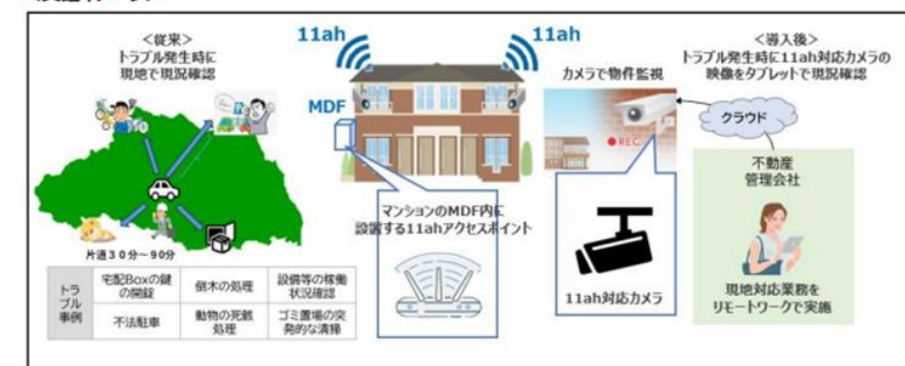 <従来>
トラブル発生時に
現地で現況確認
片道30分～90分
トラ
ブル
事例
宅配Boxの鍵
の開錠
倒木の処理
設備等の稼働
状況確認
不法駐車
動物の死骸
処理
ゴミ置場の突
発的な清掃
11ah
11ah
MDF
マンションのMDF内に
設置する11ahアクセスポイント
カメラで物件監視
REC
11ah対応カメラ
<導入後>
トラブル発生時に11ah対応カメラの
映像をタブレットで現況確認
クラウド
不動産
管理会社
現地対応業務を
リモートワークで実施